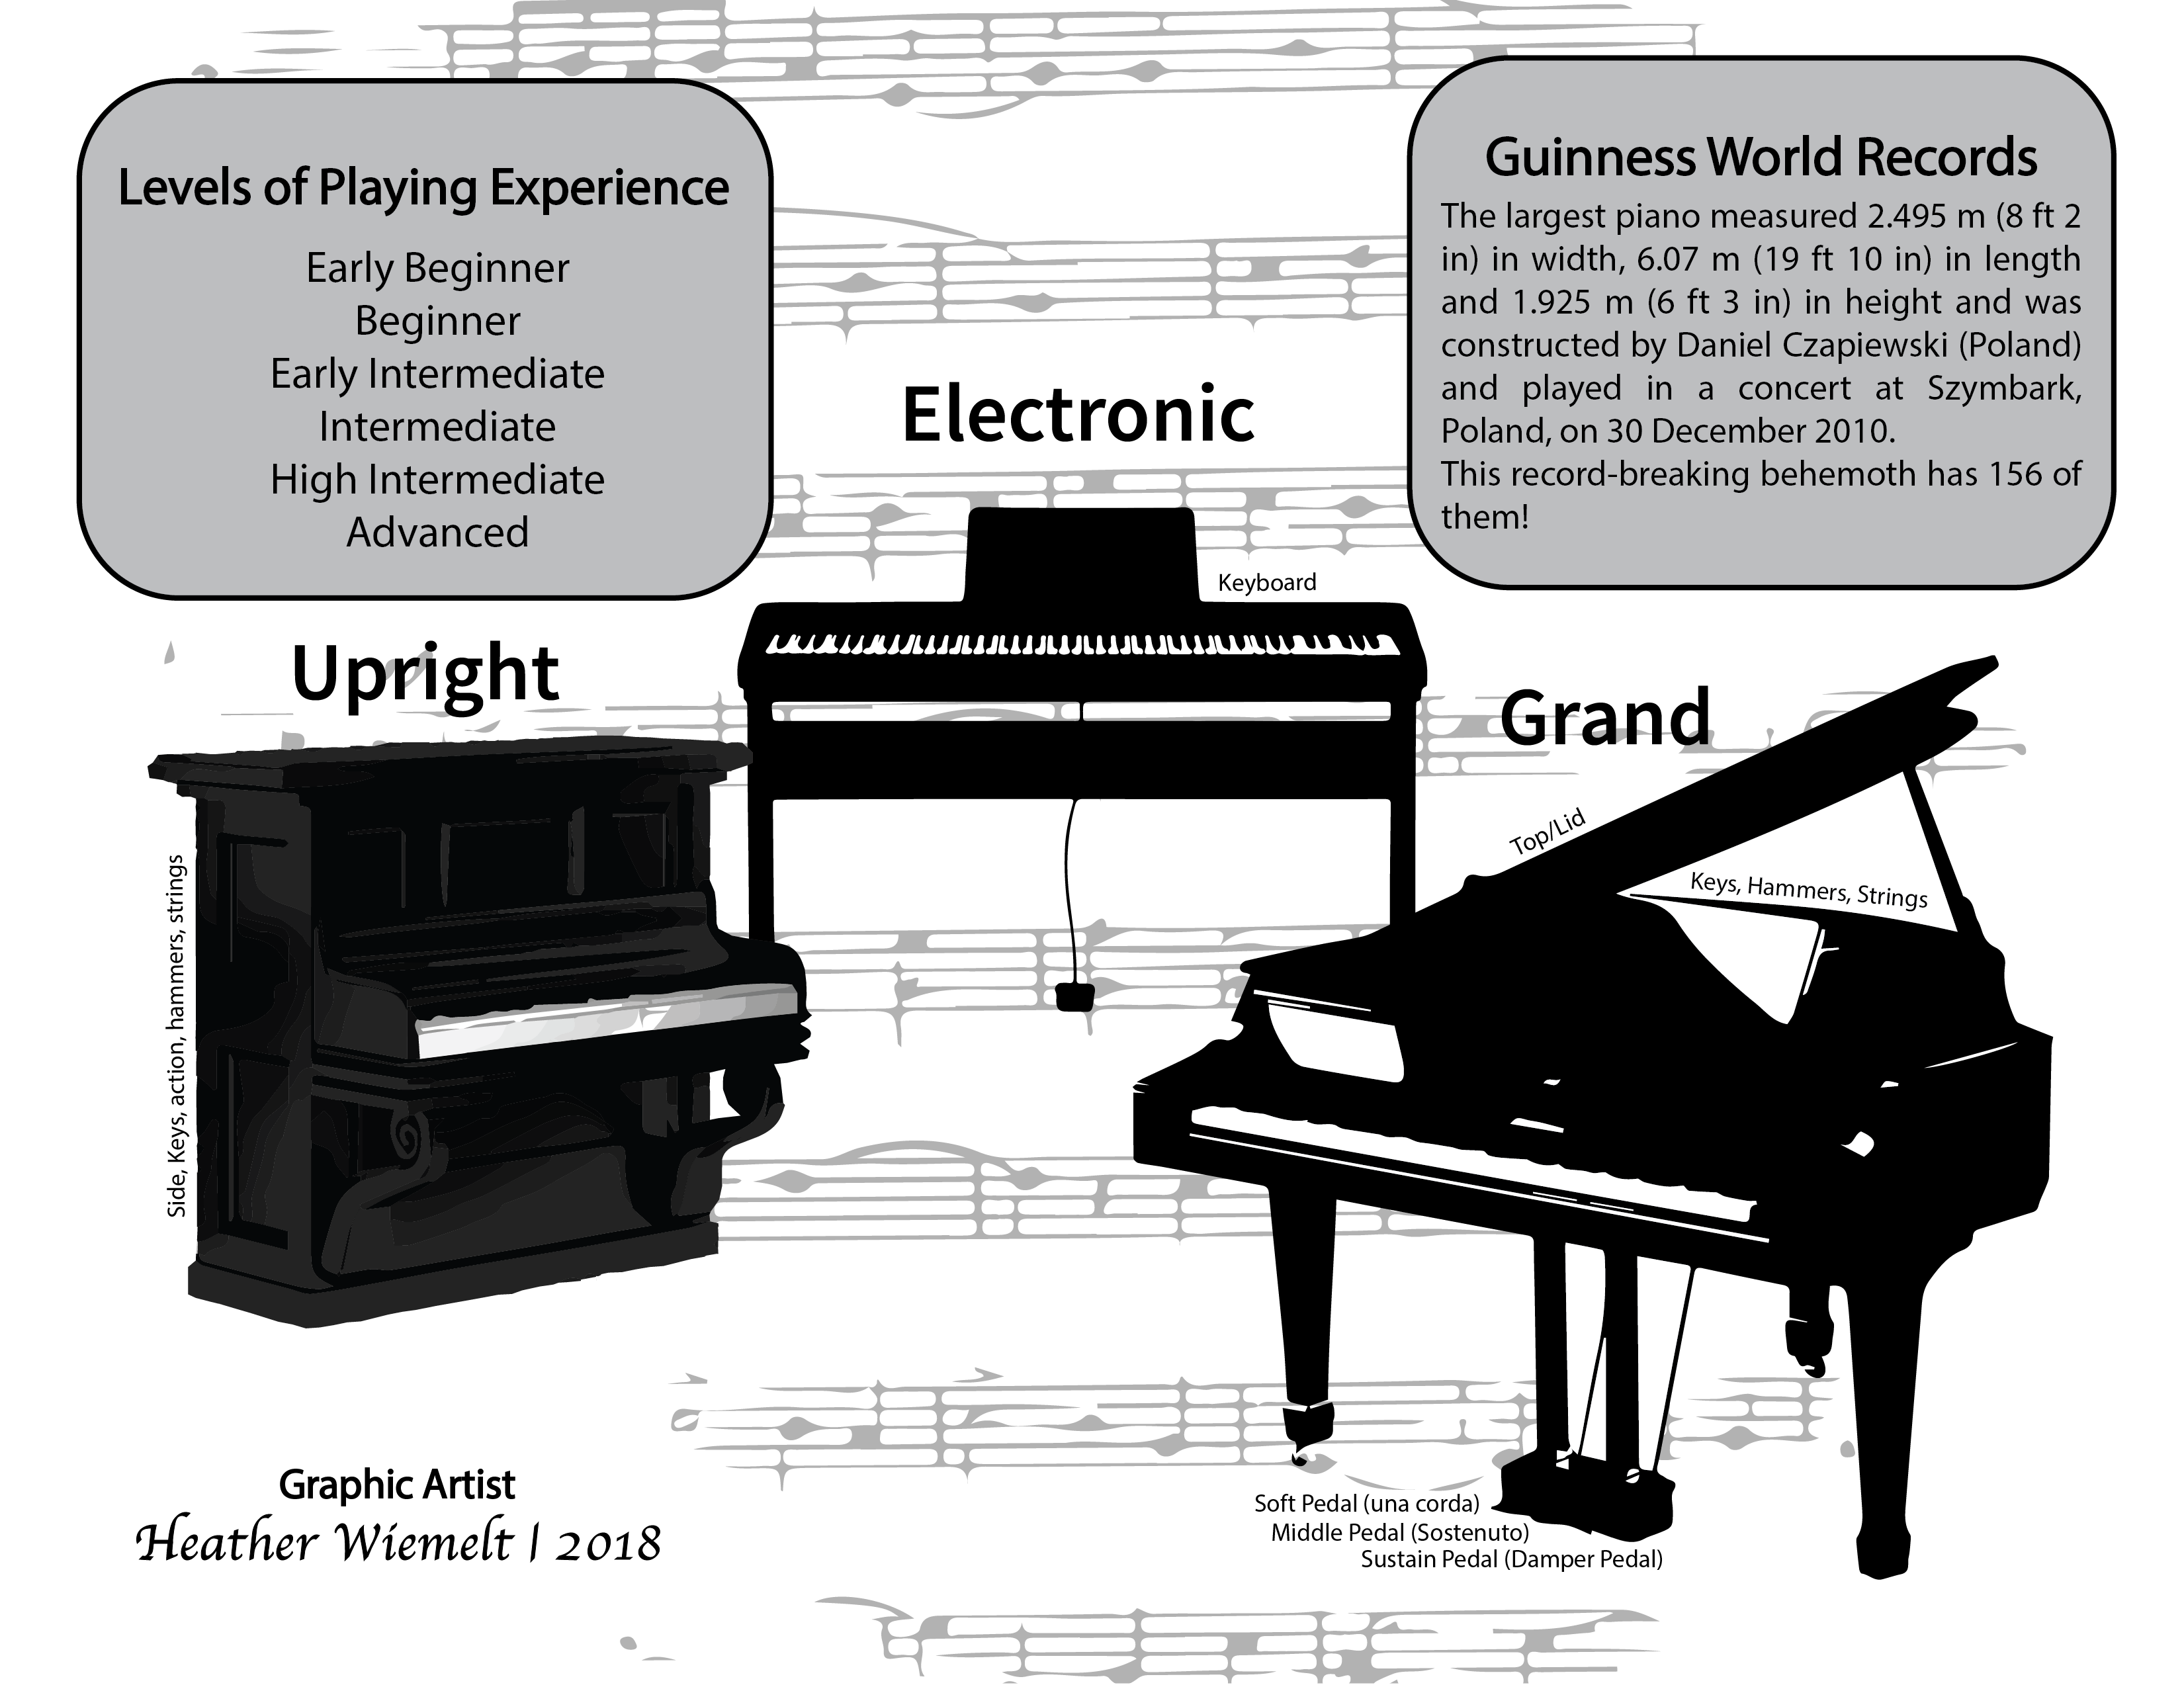 Levels of Playing Experience
Early Beginner
Beginner
Early Intermediate
Intermediate
High Intermediate
Advanced
Guinness World Records
The largest piano measured 2.495 m (8 ft 2
in) in width, 6.07 m (19 ft 10 in) in length
and 1.925 m (6 ft 3 in) in height and was
constructed by Daniel Czapiewski (Poland)
and played in a concert at Szymbark,
Poland, on 30 December 2010.
This record-breaking behemoth has 156 of
them!
Electronic
Keyboard
Upright
Side, Keys, action, hammers, strings
Grand
Top/Lid
Keys, Hammers, Strings
Soft Pedal (una corda)
Middle Pedal (Sostenuto)
Sustain Pedal (Damper Pedal)
Graphic Artist
Heather Wiemelt | 2018